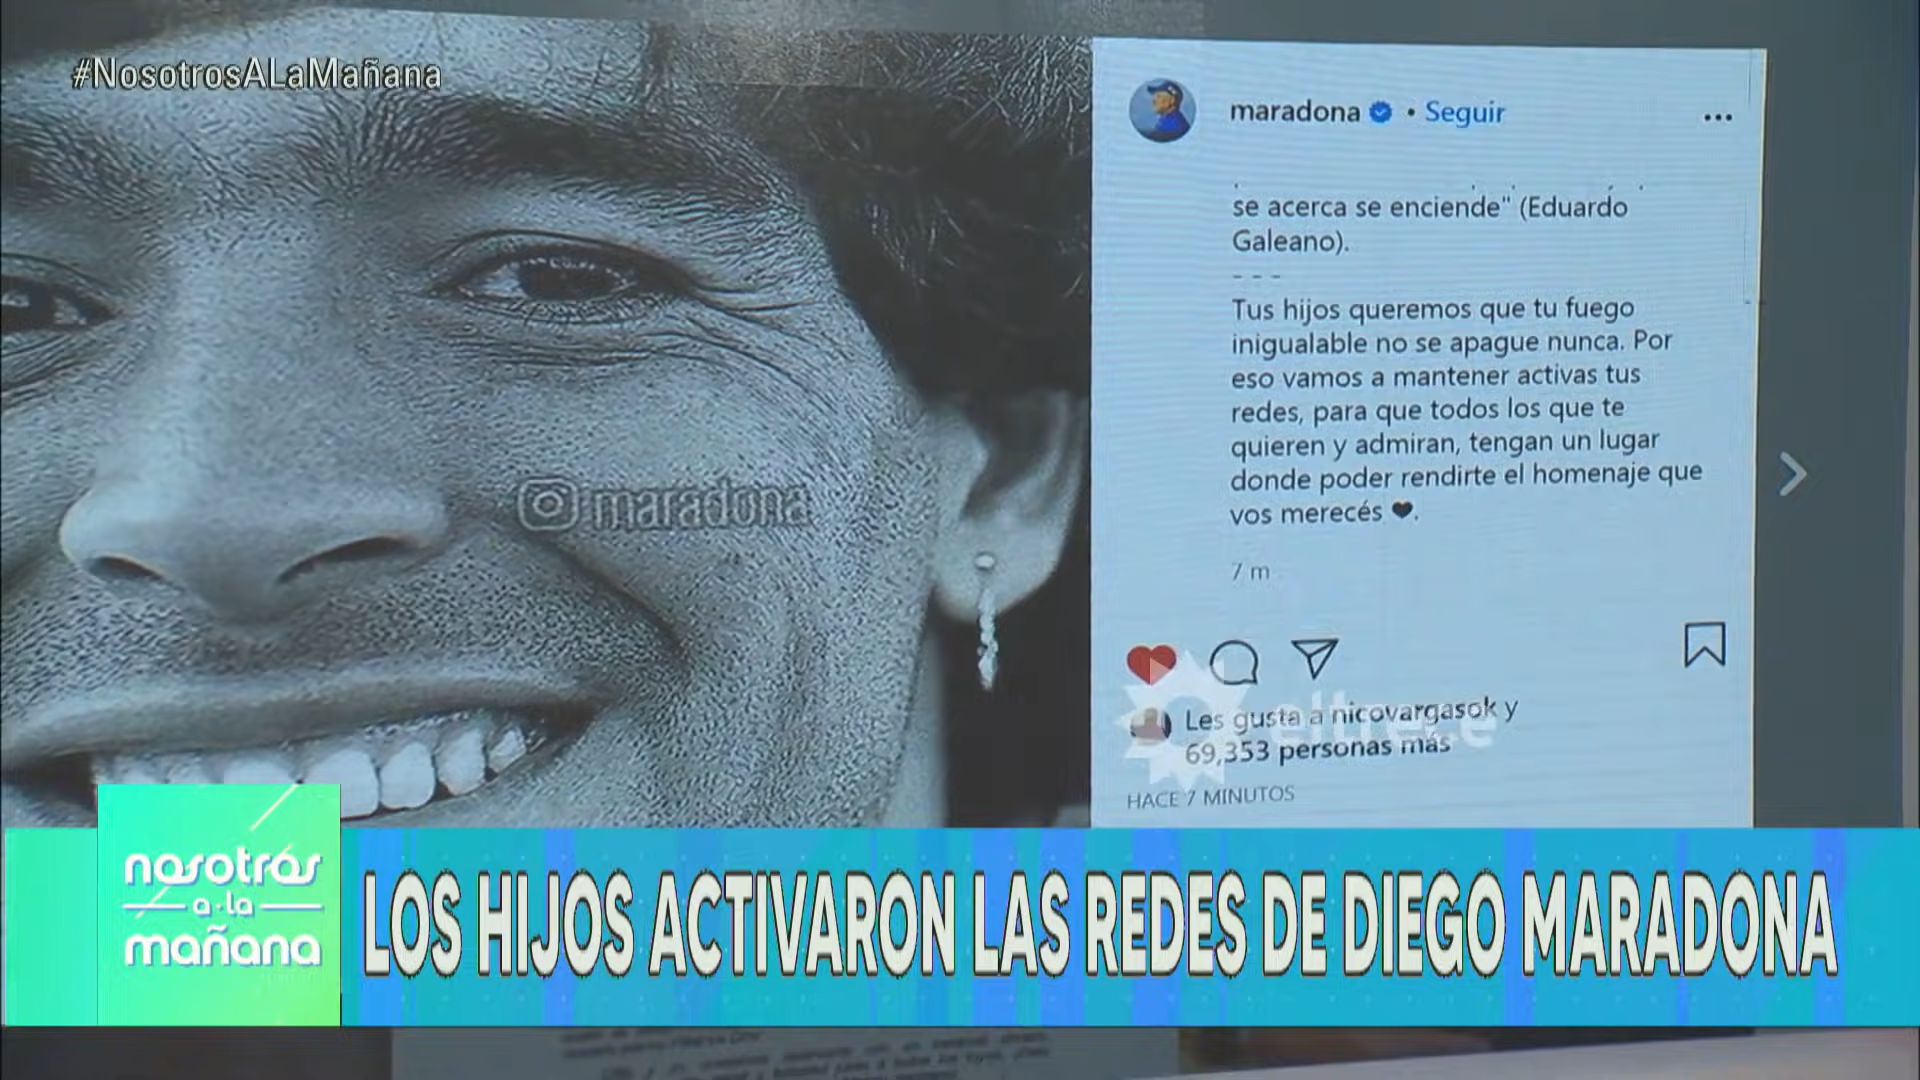 #NosotrosALaMañana
maradona • Seguir
se acerca se enciende" (Eduardo
Galeano).
- - -
Tus hijos queremos que tu fuego
inigualable no se apague nunca. Por
eso vamos a mantener activas tus
redes, para que todos los que te
quieren y admiran, tengan un lugar
donde poder rendirte el homenaje que
vos merecés ❤.
7 m
maradona
Les gusta a nicovargasok y
69,353 personas más
HACE 7 MINUTOS
eltrece
nosotros
a·la
mañana
LOS HIJOS ACTIVARON LAS REDES DE DIEGO MARADONA